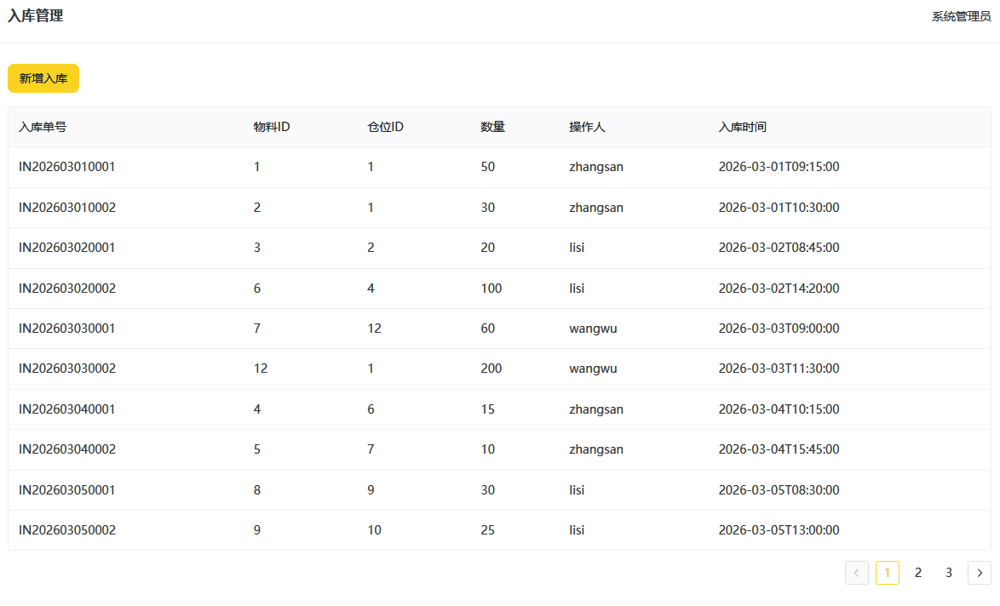 入库管理 系统管理员
新增入库
入库单号 物料ID 仓位ID 数量 操作人 入库时间
IN202603010001 1 1 50 zhangsan 2026-03-01T09:15:00
IN202603010002 2 1 30 zhangsan 2026-03-01T10:30:00
IN202603020001 3 2 20 lisi 2026-03-02T08:45:00
IN202603020002 6 4 100 lisi 2026-03-02T14:20:00
IN202603030001 7 12 60 wangwu 2026-03-03T09:00:00
IN202603030002 12 1 200 wangwu 2026-03-03T11:30:00
IN202603040001 4 6 15 zhangsan 2026-03-04T10:15:00
IN202603040002 5 7 10 zhangsan 2026-03-04T15:45:00
IN202603050001 8 9 30 lisi 2026-03-05T08:30:00
IN202603050002 9 10 25 lisi 2026-03-05T13:00:00
1 2 3